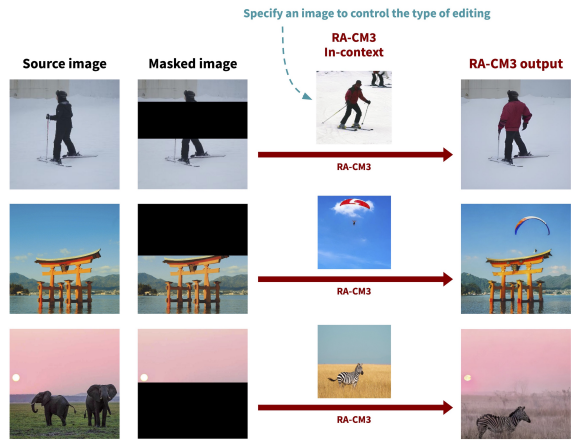 Specify an image to control the type of editing
Source image
Masked image
RA-CM3
In-context
RA-CM3 output
RA-CM3
RA-CM3
RA-CM3